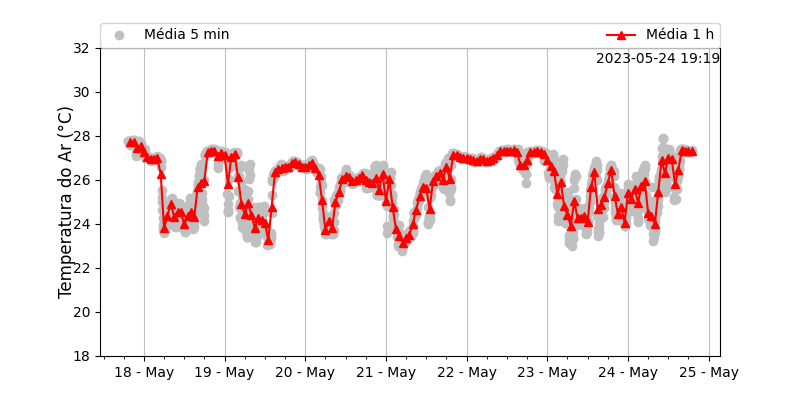 Média 5 min
Média 1 h
2023-05-24 19:19
Temperatura do Ar (°C)
32
30
28
26
24
22
20
18
18 - May
19 - May
20 - May
21 - May
22 - May
23 - May
24 - May
25 - May